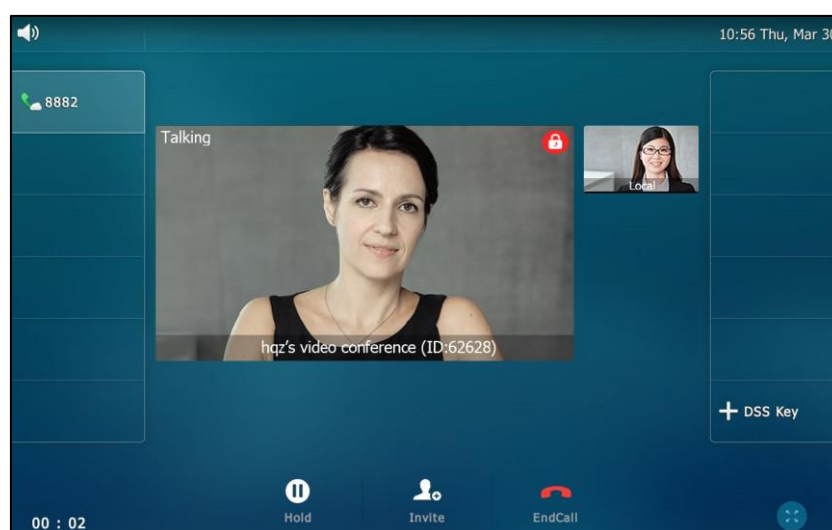 10:56 Thu, Mar 30
8882
Talking
Local
hqz's video conference (ID:62628)
DSS Key
Hold
Invite
EndCall
00 : 02